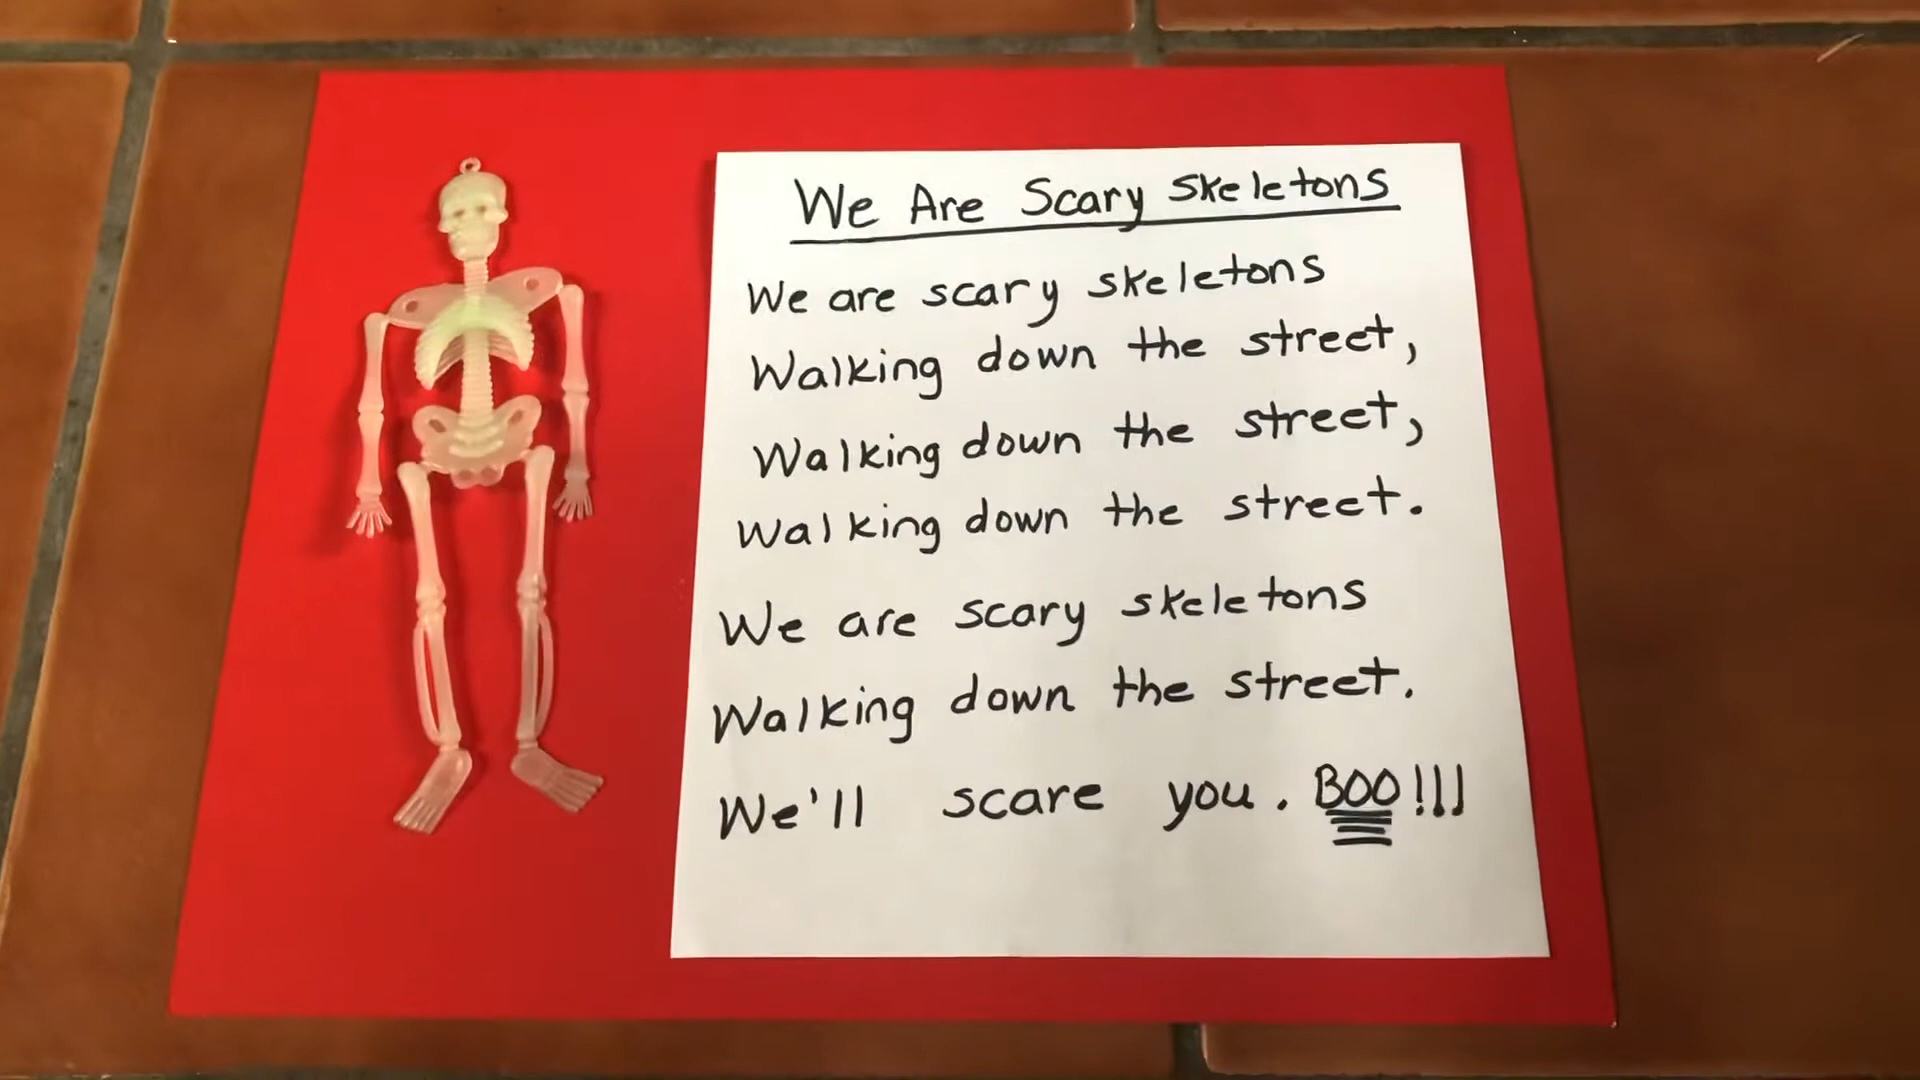 We Are Scary Skeletons
We are scary skeletons
Walking down the street,
Walking down the street,
Walking down the street.
We are scary skeletons
Walking down the street.
We'll scare you. BOO!!!